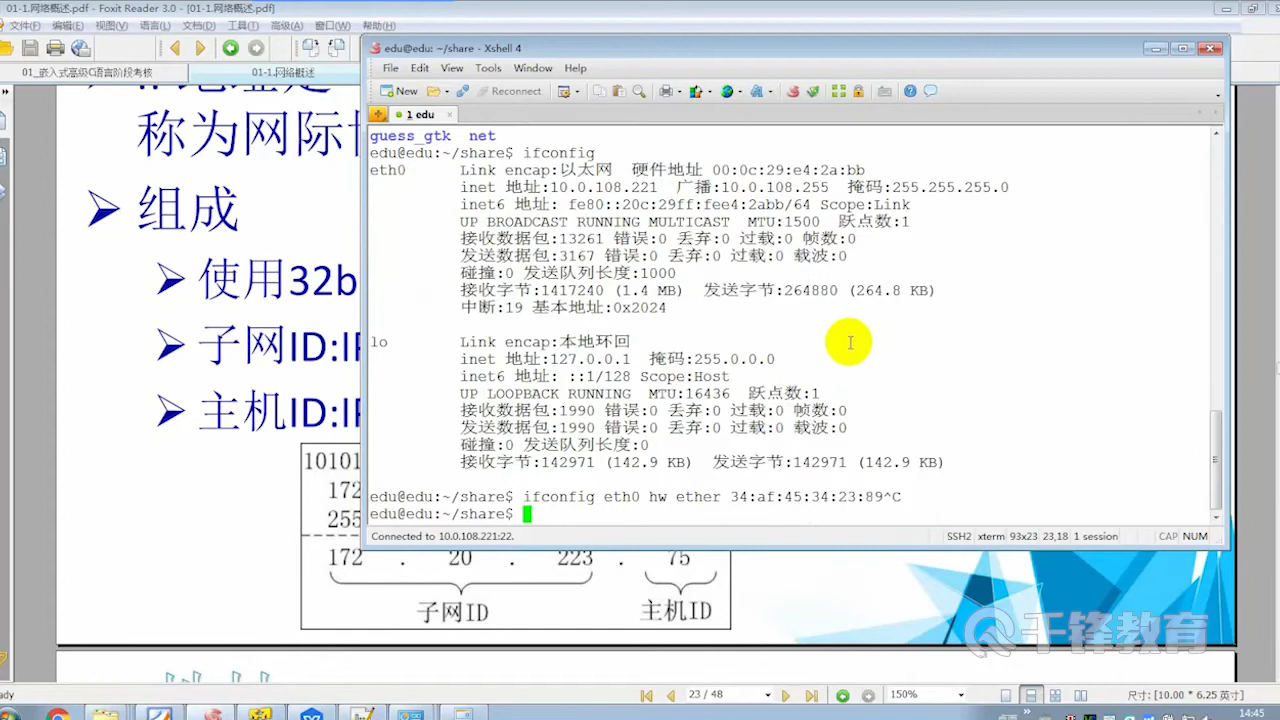 01-1.网络概述.pdf - Foxit Reader 3.0 - [01-1.网络概述.pdf]
文件(F) 编辑(E) 视图(V) 语言(L) 文档(D) 工具(T) 高级(A) 窗口(W) 帮助(H)
01_嵌入式高级C语言阶段考核 01-1.网络概述
称为网际
组成
使用32b
子网ID:IP
主机ID:IP
10101
172
255
172 . 20 . 223 . 75
子网ID 主机ID
edu@edu: ~/share - Xshell 4
File Edit View Tools Window Help
New Reconnect
1 edu
guess_gtk net
edu@edu:~/share$ ifconfig
eth0 Link encap:以太网 硬件地址 00:0c:29:e4:2a:bb
inet 地址:10.0.108.221 广播:10.0.108.255 掩码:255.255.255.0
inet6 地址: fe80::20c:29ff:fee4:2abb/64 Scope:Link
UP BROADCAST RUNNING MULTICAST MTU:1500 跃点数:1
接收数据包:13261 错误:0 丢弃:0 过载:0 帧数:0
发送数据包:3167 错误:0 丢弃:0 过载:0 载波:0
碰撞:0 发送队列长度:1000
接收字节:1417240 (1.4 MB) 发送字节:264880 (264.8 KB)
中断:19 基本地址:0x2024
lo Link encap:本地环回
inet 地址:127.0.0.1 掩码:255.0.0.0
inet6 地址: ::1/128 Scope:Host
UP LOOPBACK RUNNING MTU:16436 跃点数:1
接收数据包:1990 错误:0 丢弃:0 过载:0 帧数:0
发送数据包:1990 错误:0 丢弃:0 过载:0 载波:0
碰撞:0 发送队列长度:0
接收字节:142971 (142.9 KB) 发送字节:142971 (142.9 KB)
edu@edu:~/share$ ifconfig eth0 hw ether 34:af:45:34:23:89^C
edu@edu:~/share$
Connected to 10.0.108.221:22. SSH2 xterm 93x23 23,18 1 session CAP NUM
千锋教育
ady 23 / 48 150% 尺寸: [10.00 * 6.25 英寸]
14:45